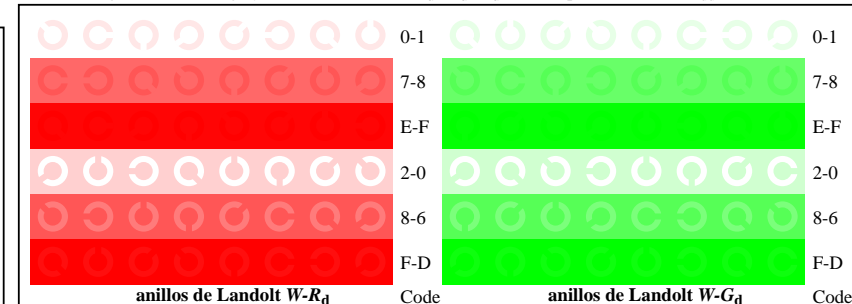 0-1 0-1
7-8 7-8
E-F E-F
2-0 2-0
8-6 8-6
F-D F-D
anillos de Landolt W-Rd Code anillos de Landolt W-Gd Code